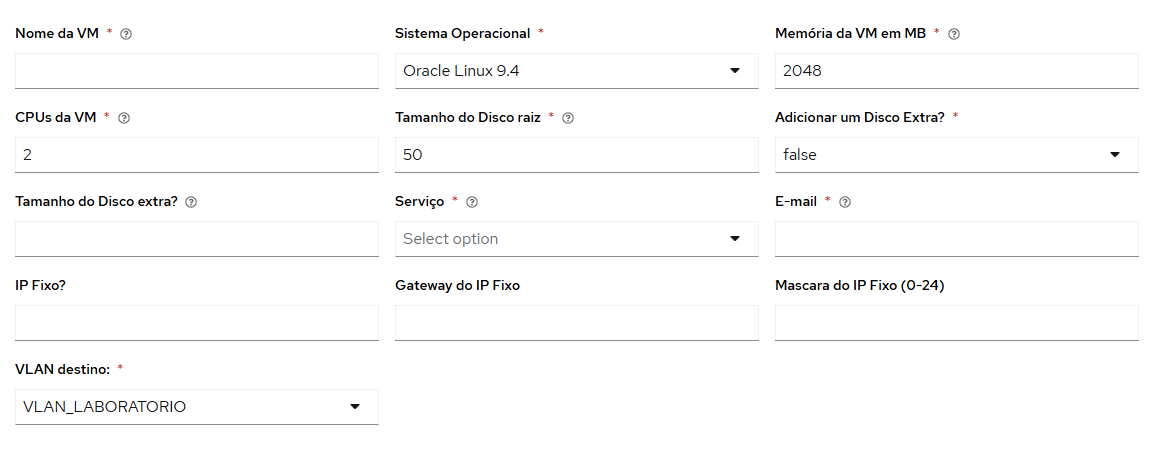 Nome da VM * Sistema Operacional * Memória da VM em MB *
Oracle Linux 9.4 2048
CPUs da VM * Tamanho do Disco raiz * Adicionar um Disco Extra? *
2 50 false
Tamanho do Disco extra? Serviço * E-mail *
Select option
IP Fixo? Gateway do IP Fixo Mascara do IP Fixo (0-24)
VLAN destino: *
VLAN_LABORATORIO